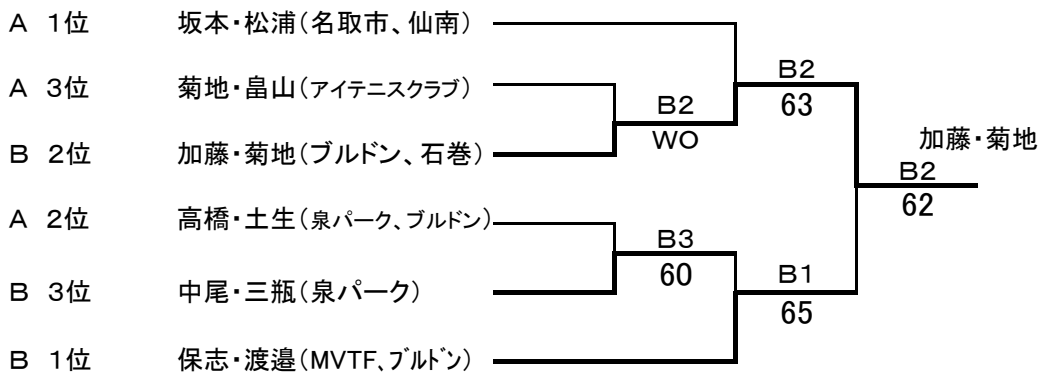 A 1位 坂本・松浦(名取市、仙南)
B2
A 3位 菊地・畠山(アイテニスクラブ)
63
B2
WO
加藤・菊地
B 2位 加藤・菊地(ブルドン、石巻)
B2
62
A 2位 高橋・土生(泉パーク、ブルドン)
B3
60
B1
B 3位 中尾・三瓶(泉パーク)
65
B 1位 保志・渡邉(MVTF、ブルドン)